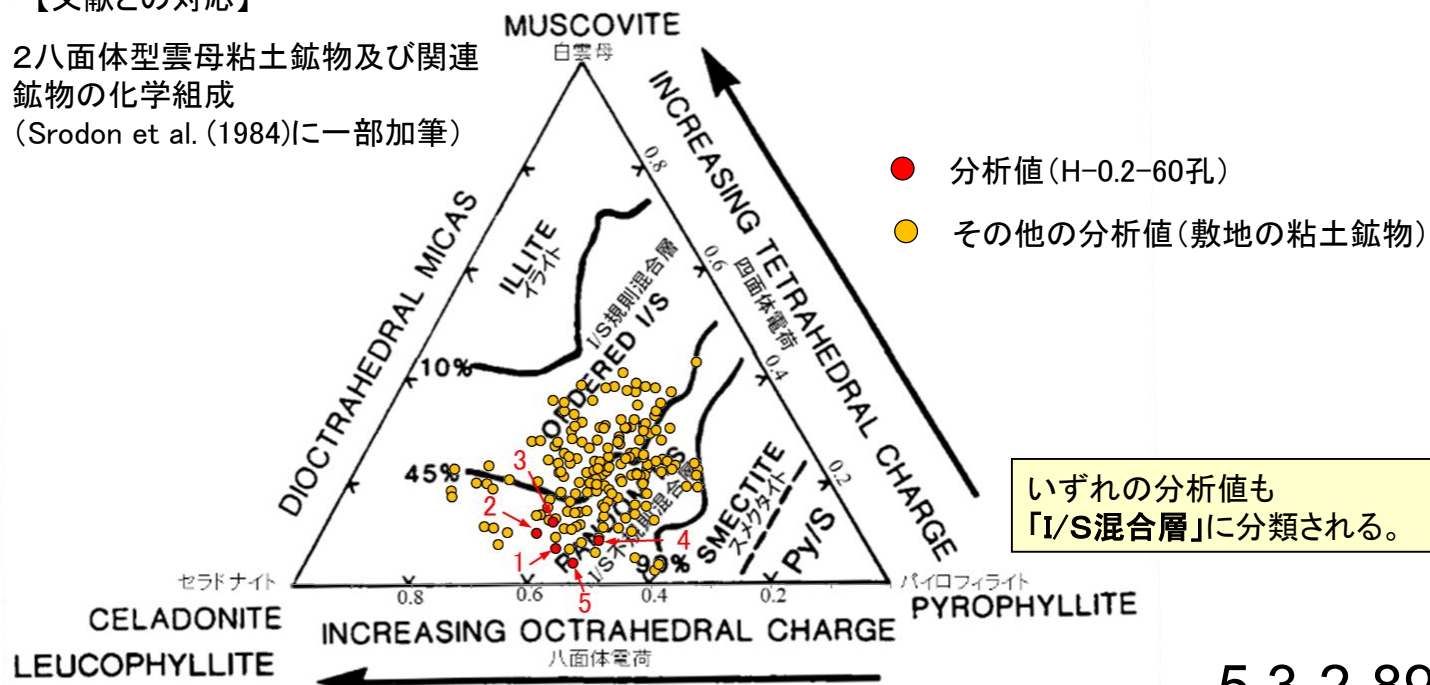 【文献との対応】
2八面体型雲母粘土鉱物及び関連
鉱物の化学組成
（Srodon et al.(1984)に一部加筆）
MUSCOVITE
白雲母
INCREASING TETRAHEDRAL CHARGE
四面体電荷
分析値（H-0.2-60孔）
その他の分析値（敷地の粘土鉱物）
DIOCTRAHEDRAL MICAS
ILLITE
イライト
I/S規則混合層
ORDERED I/S
0.8
0.6
0.4
0.2
10%
45%
90%
RANDOM I/S
I/S不規則混合層
SMECTITE
スメクタイト
Py/S
3
2
1
4
5
いずれの分析値も
「I/S混合層」に分類される。
セラドナイト
パイロフィライト
0.8
0.6
0.4
0.2
CELADONITE
PYROPHYLLITE
INCREASING OCTRAHEDRAL CHARGE
八面体電荷
LEUCOPHYLLITE
5.3.2-89